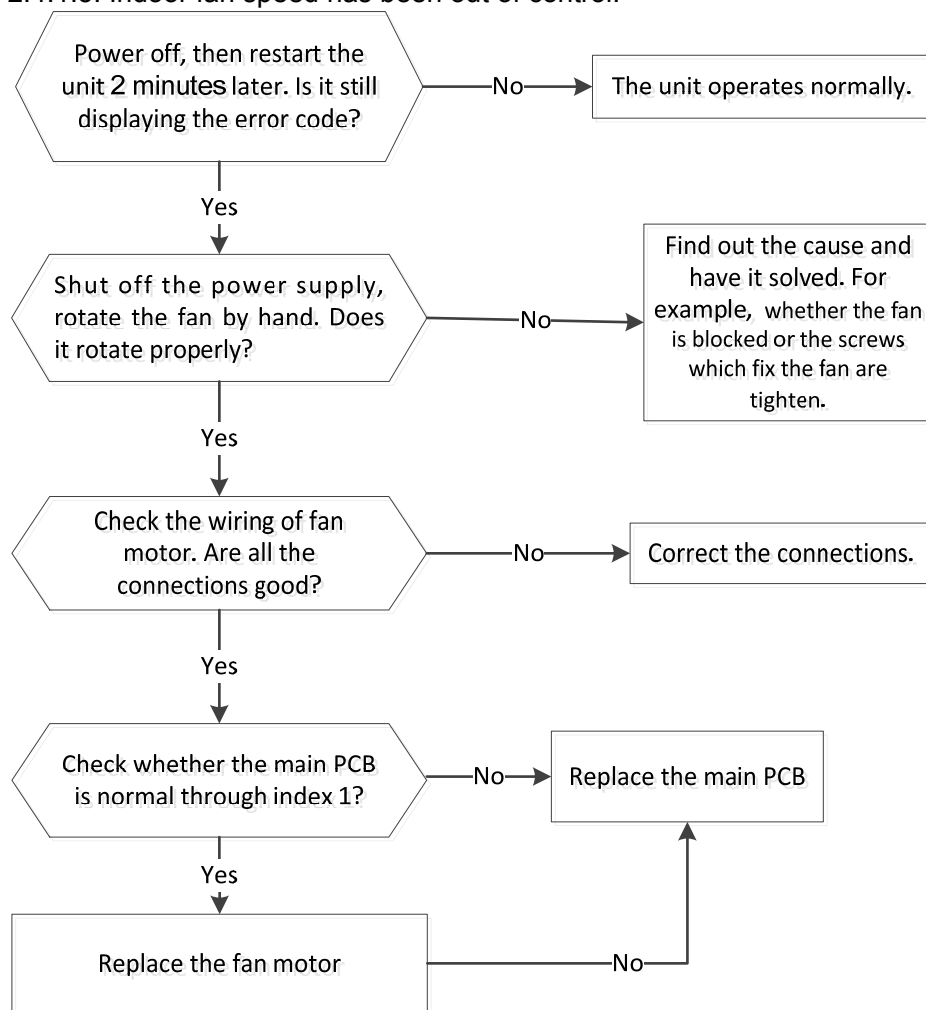 Power off, then restart the
unit 2 minutes later. Is it still
displaying the error code?
No
The unit operates normally.
Yes
Shut off the power supply,
rotate the fan by hand. Does
it rotate properly?
No
Find out the cause and
have it solved. For
example, whether the fan
is blocked or the screws
which fix the fan are
tighten.
Yes
Check the wiring of fan
motor. Are all the
connections good?
No
Correct the connections.
Yes
Check whether the main PCB
is normal through index 1?
No
Replace the main PCB
Yes
Replace the fan motor
No